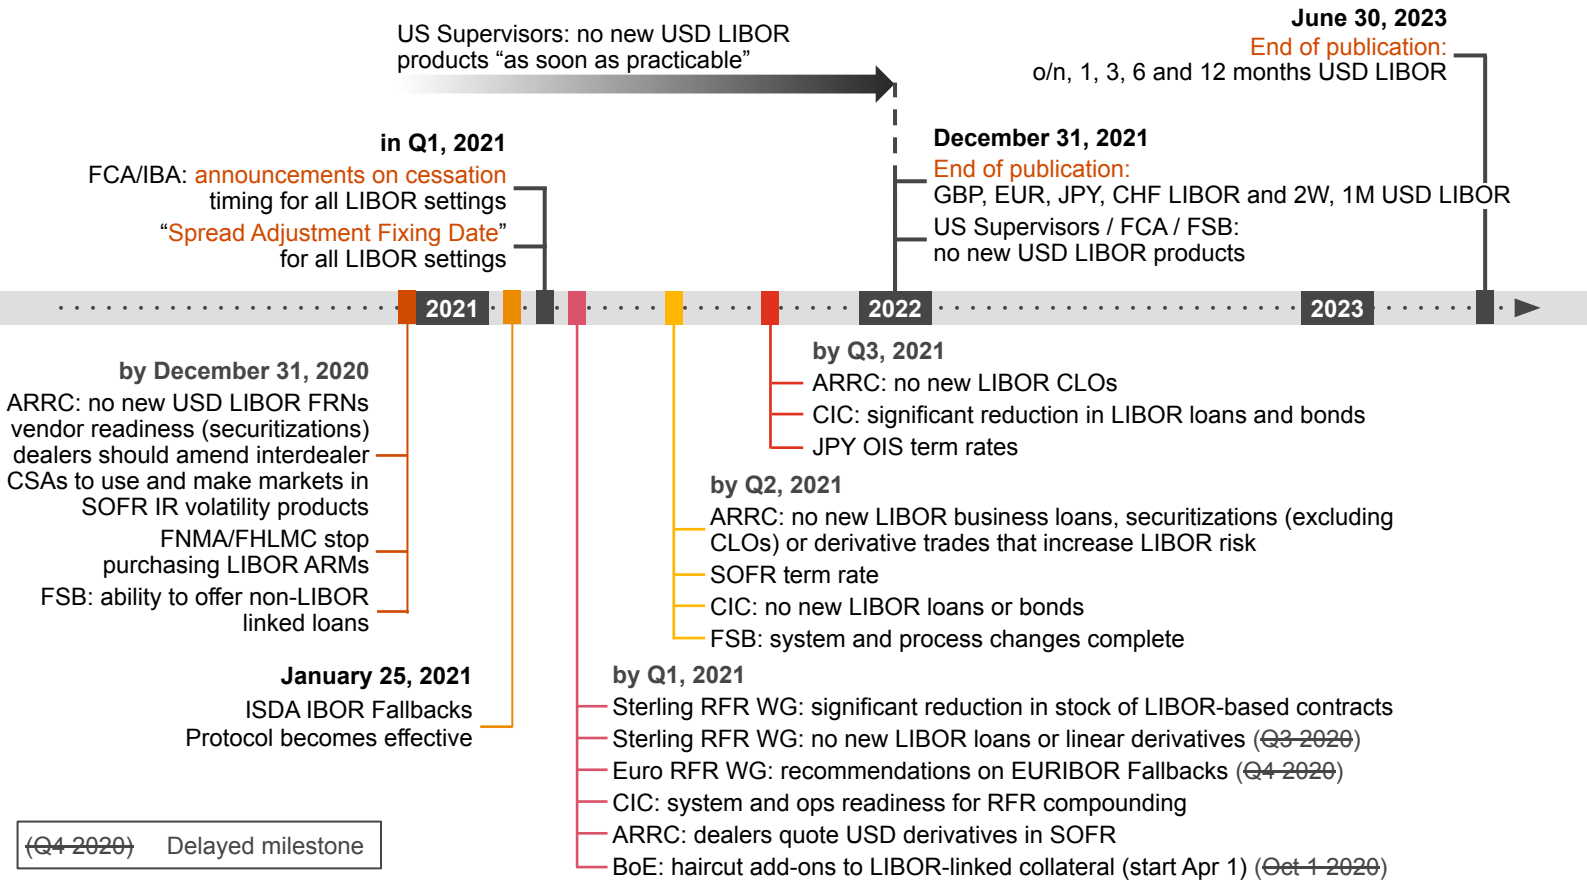 US Supervisors: no new USD LIBOR
products “as soon as practicable”
June 30, 2023
End of publication:
o/n, 1, 3, 6 and 12 months USD LIBOR
in Q1, 2021
FCA/IBA: announcements on cessation
timing for all LIBOR settings
“Spread Adjustment Fixing Date”
for all LIBOR settings
December 31, 2021
End of publication:
GBP, EUR, JPY, CHF LIBOR and 2W, 1M USD LIBOR
US Supervisors / FCA / FSB:
no new USD LIBOR products
2021
2022
2023
by December 31, 2020
ARRC: no new USD LIBOR FRNs
vendor readiness (securitizations)
dealers should amend interdealer
CSAs to use and make markets in
SOFR IR volatility products
FNMA/FHLMC stop
purchasing LIBOR ARMs
FSB: ability to offer non-LIBOR
linked loans
January 25, 2021
ISDA IBOR Fallbacks
Protocol becomes effective
by Q3, 2021
ARRC: no new LIBOR CLOs
CIC: significant reduction in LIBOR loans and bonds
JPY OIS term rates
by Q2, 2021
ARRC: no new LIBOR business loans, securitizations (excluding
CLOs) or derivative trades that increase LIBOR risk
SOFR term rate
CIC: no new LIBOR loans or bonds
FSB: system and process changes complete
by Q1, 2021
Sterling RFR WG: significant reduction in stock of LIBOR-based contracts
Sterling RFR WG: no new LIBOR loans or linear derivatives (Q3 2020)
Euro RFR WG: recommendations on EURIBOR Fallbacks (Q4 2020)
CIC: system and ops readiness for RFR compounding
ARRC: dealers quote USD derivatives in SOFR
BoE: haircut add-ons to LIBOR-linked collateral (start Apr 1) (Oct 1 2020)
(Q4 2020) Delayed milestone